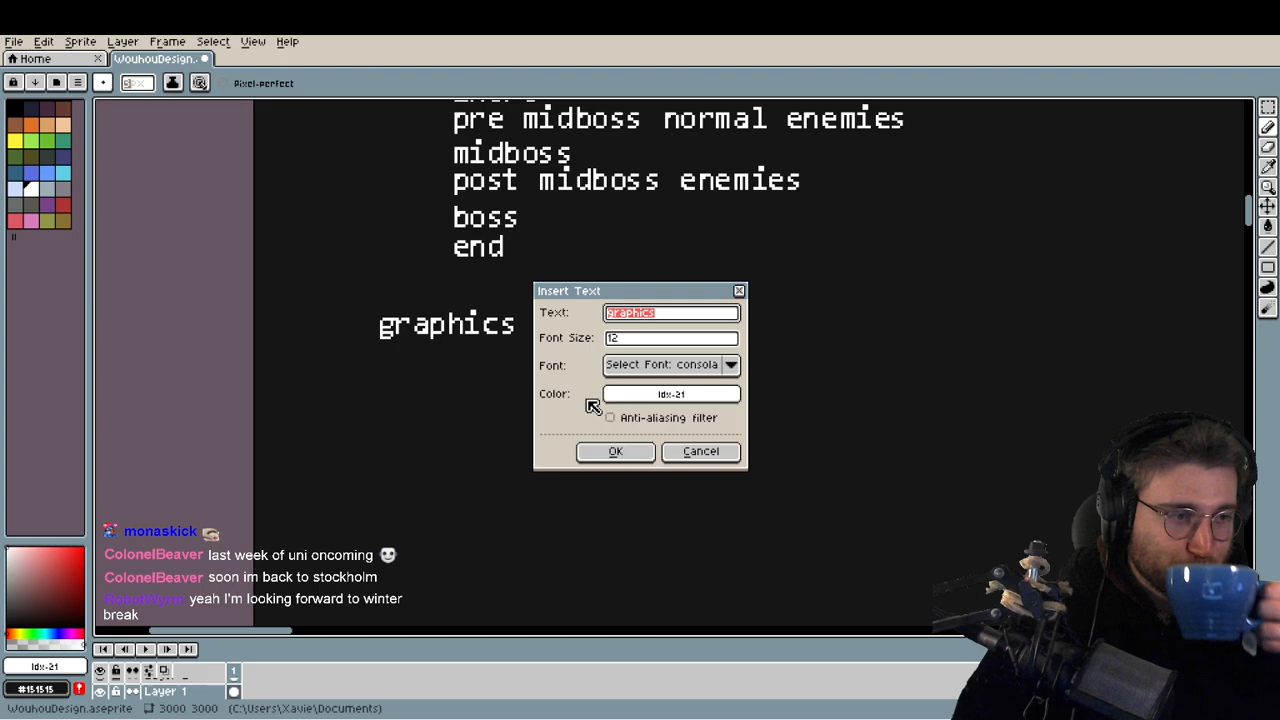 File Edit Sprite Layer Frame Select View Help
Home WouhouDesign.
Pixel-perfect
pre midboss normal enemies
midboss
post midboss enemies
boss
end
graphics
Insert Text
Text: graphics
Font Size: 12
Font: Select Font: consola
Color: Idx-21
Anti-aliasing filter
OK Cancel
monaskick
ColonelBeaver last week of uni oncoming
ColonelBeaver soon im back to stockholm
yeah I'm looking forward to winter
break
Idx-21
#151515
1
Layer 1
WouhouDesign.aseprite 3000 3000 (C:\Users\Xavie\Documents)